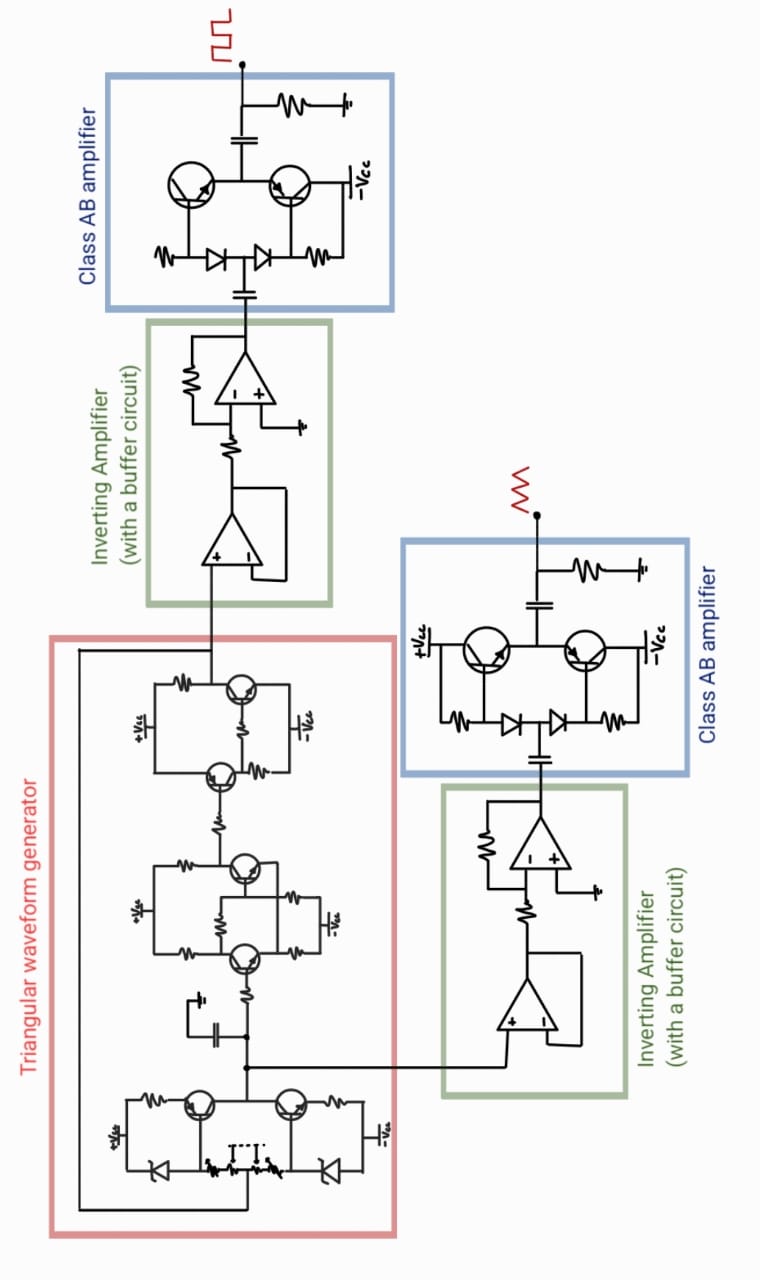 Triangular waveform generator
+Vcc
+Vcc
+Vcc
-Vcc
-Vcc
-Vcc
Inverting Amplifier
(with a buffer circuit)
+
-
-
+
Class AB amplifier
-Vcc
+
-
-
+
Inverting Amplifier
(with a buffer circuit)
+Vcc
-Vcc
Class AB amplifier